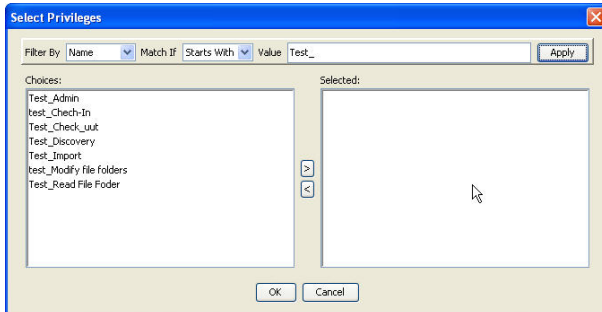 Select Privileges
Filter By Name Match If Starts With Value Test_ Apply
Choices: Selected:
Test_Admin
test_Chech-In
Test_Check_uut
Test_Discovery
Test_Import
test_Modify file folders
Test_Read File Foder
>
<
OK Cancel